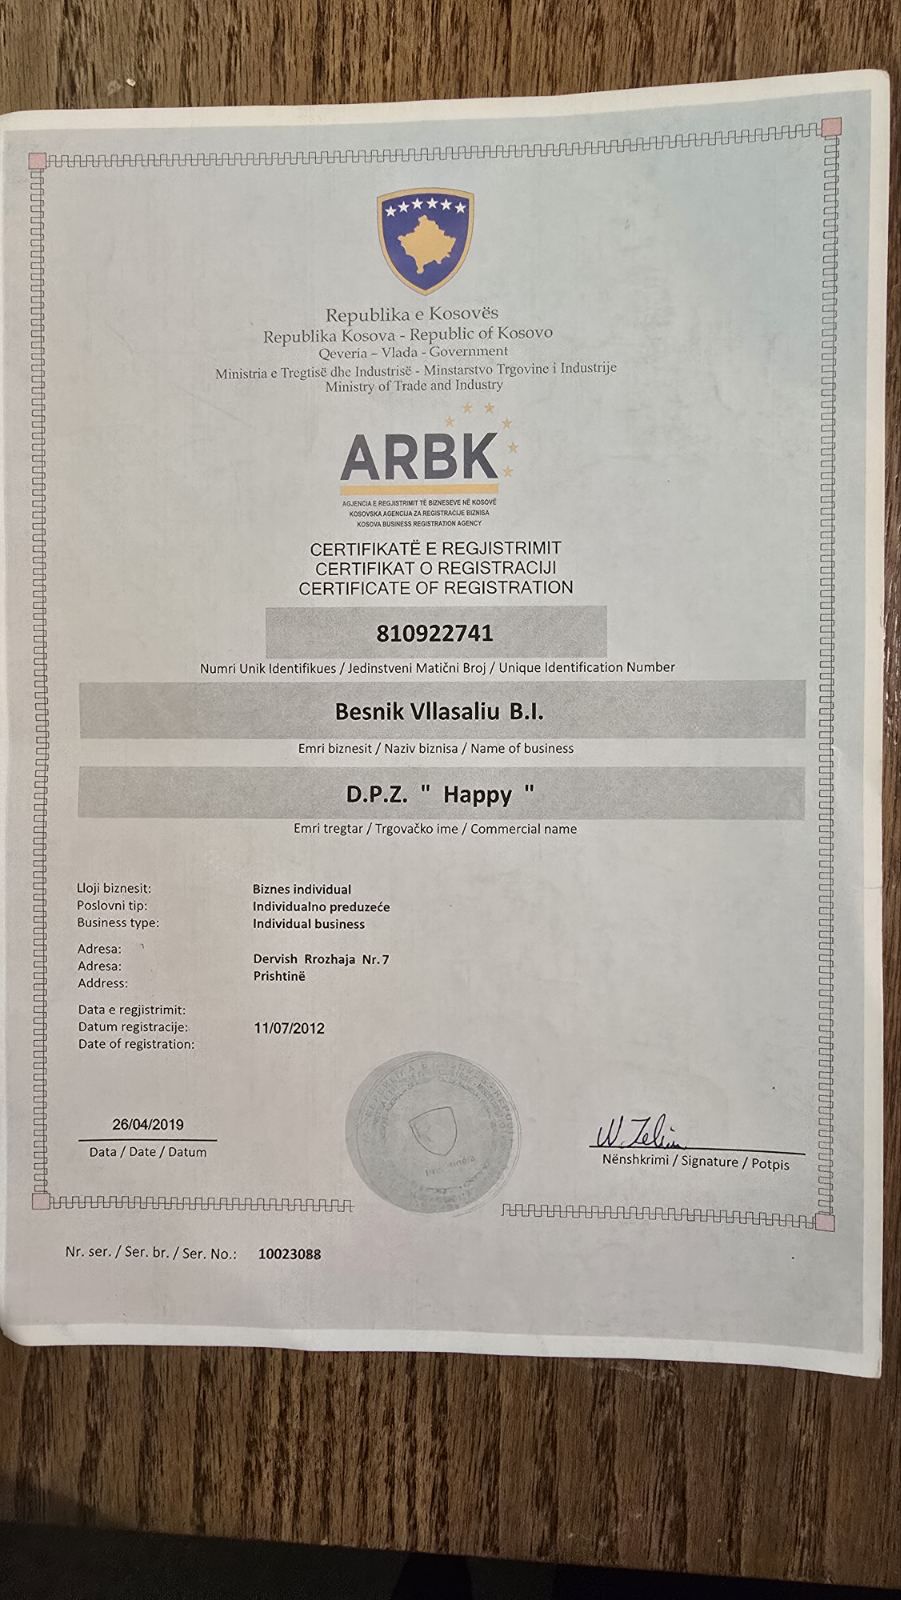 Republika e Kosovës
Republika Kosova - Republic of Kosovo
Qeveria – Vlada - Government
Ministria e Tregtisë dhe Industrisë - Minstarstvo Trgovine i Industrije
Ministry of Trade and Industry
ARBK
AGJENCIA E REGJISTRIMIT TË BIZNESEVE NË KOSOVË
KOSOVSKA AGENCIJA ZA REGISTRACIJE BIZNISA
KOSOVA BUSINESS REGISTRATION AGENCY
CERTIFIKATË E REGJISTRIMIT
CERTIFIKAT O REGISTRACIJI
CERTIFICATE OF REGISTRATION
810922741
Numri Unik Identifikues / Jedinstveni Matični Broj / Unique Identification Number
Besnik Vllasaliu B.I.
Emri biznesit / Naziv biznisa / Name of business
D.P.Z. " Happy "
Emri tregtar / Trgovačko ime / Commercial name
Lloji biznesit: Biznes individual
Poslovni tip: Individualno preduzeće
Business type: Individual business
Adresa:
Adresa: Dervish Rrozhaja Nr.7
Address: Prishtinë
Data e regjistrimit:
Datum registracije: 11/07/2012
Date of registration:
26/04/2019
Data / Date / Datum
Nënshkrimi / Signature / Potpis
Nr. ser. / Ser. br. / Ser. No.: 10023088